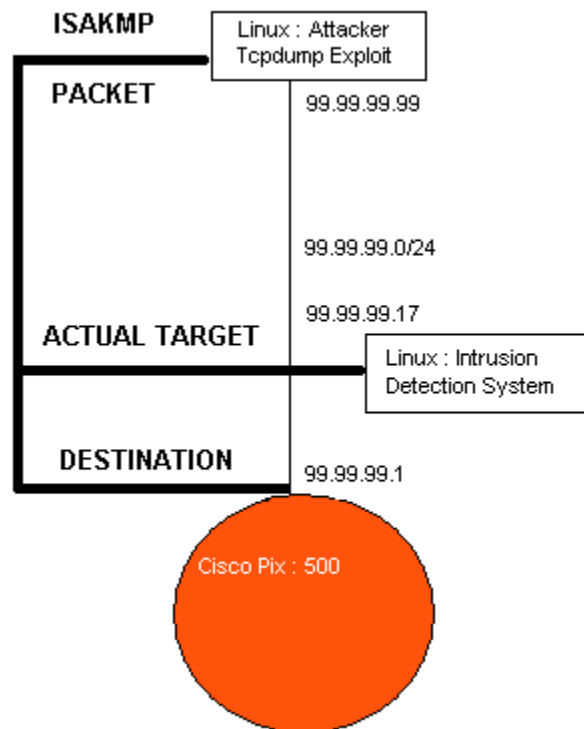 ISAKMP
Linux : Attacker
Tcpdump Exploit
PACKET
99.99.99.99
99.99.99.0/24
99.99.99.17
ACTUAL TARGET
Linux : Intrusion
Detection System
DESTINATION
99.99.99.1
Cisco Pix : 500